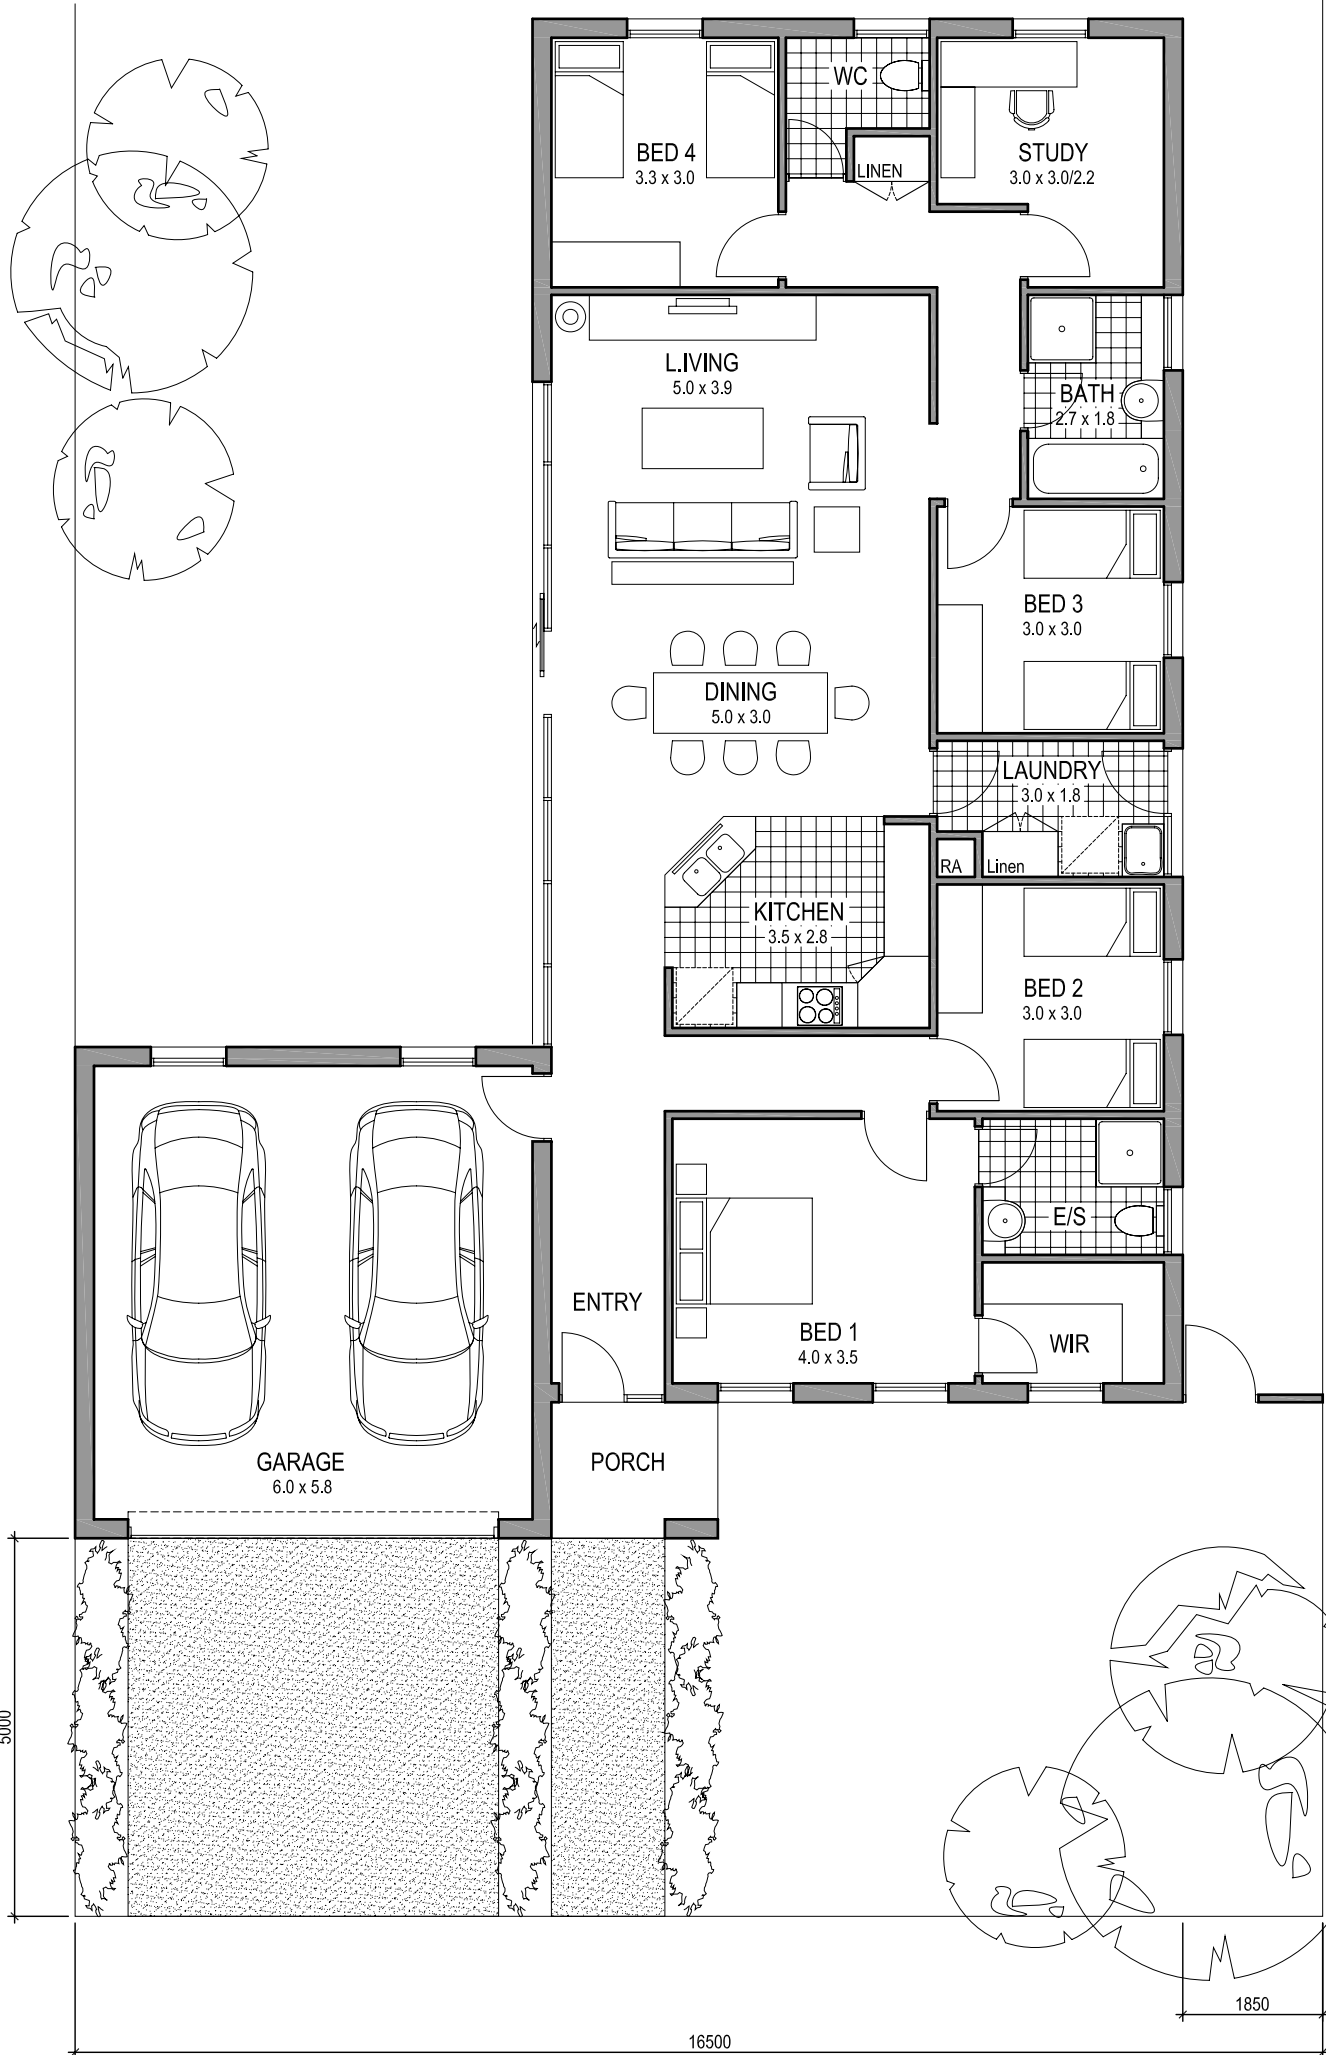 WC
BED 4
3.3 x 3.0
LINEN
STUDY
3.0 x 3.0/2.2
L.IVING
5.0 x 3.9
BATH
2.7 x 1.8
BED 3
3.0 x 3.0
DINING
5.0 x 3.0
LAUNDRY
3.0 x 1.8
RA
Linen
KITCHEN
3.5 x 2.8
BED 2
3.0 x 3.0
E/S
ENTRY
BED 1
4.0 x 3.5
WIR
GARAGE
6.0 x 5.8
PORCH
5000
1850
16500